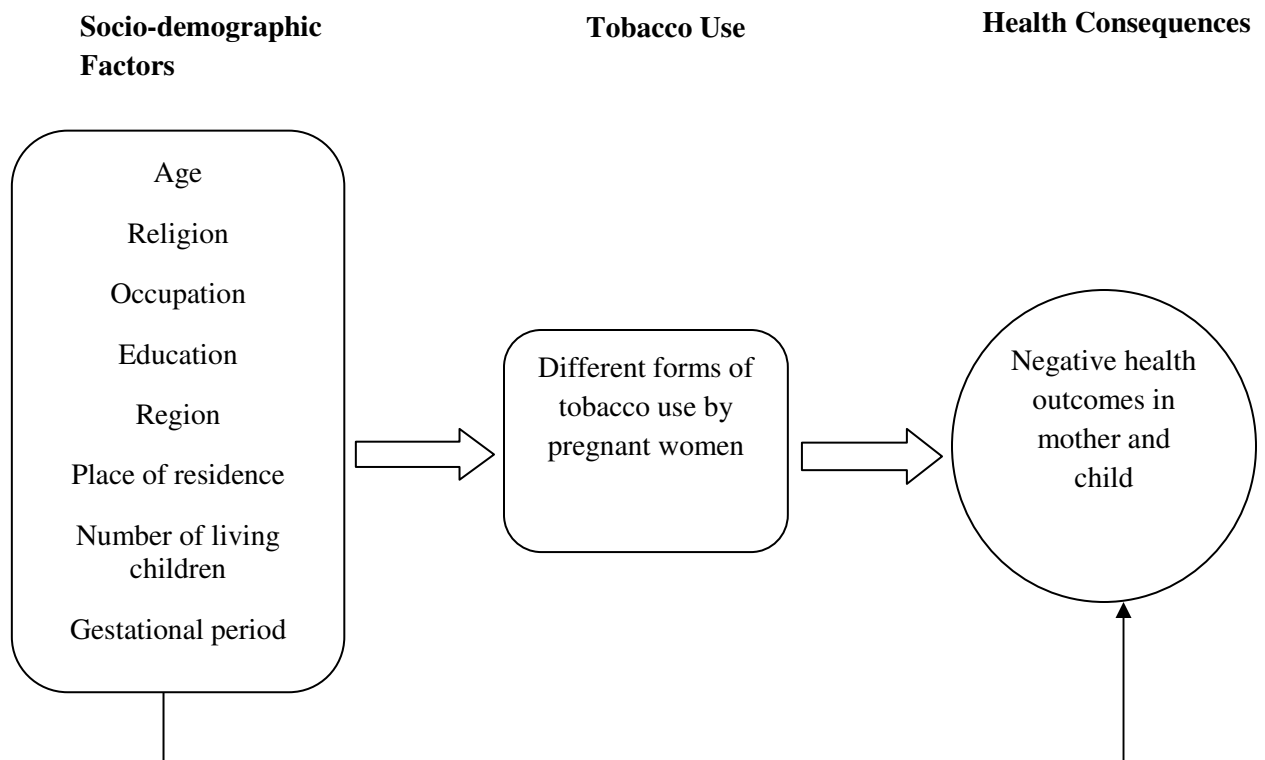 Socio-demographic
Factors
Tobacco Use
Health Consequences
Age
Religion
Occupation
Education
Region
Place of residence
Number of living
children
Gestational period
Different forms of
tobacco use by
pregnant women
Negative health
outcomes in
mother and
child